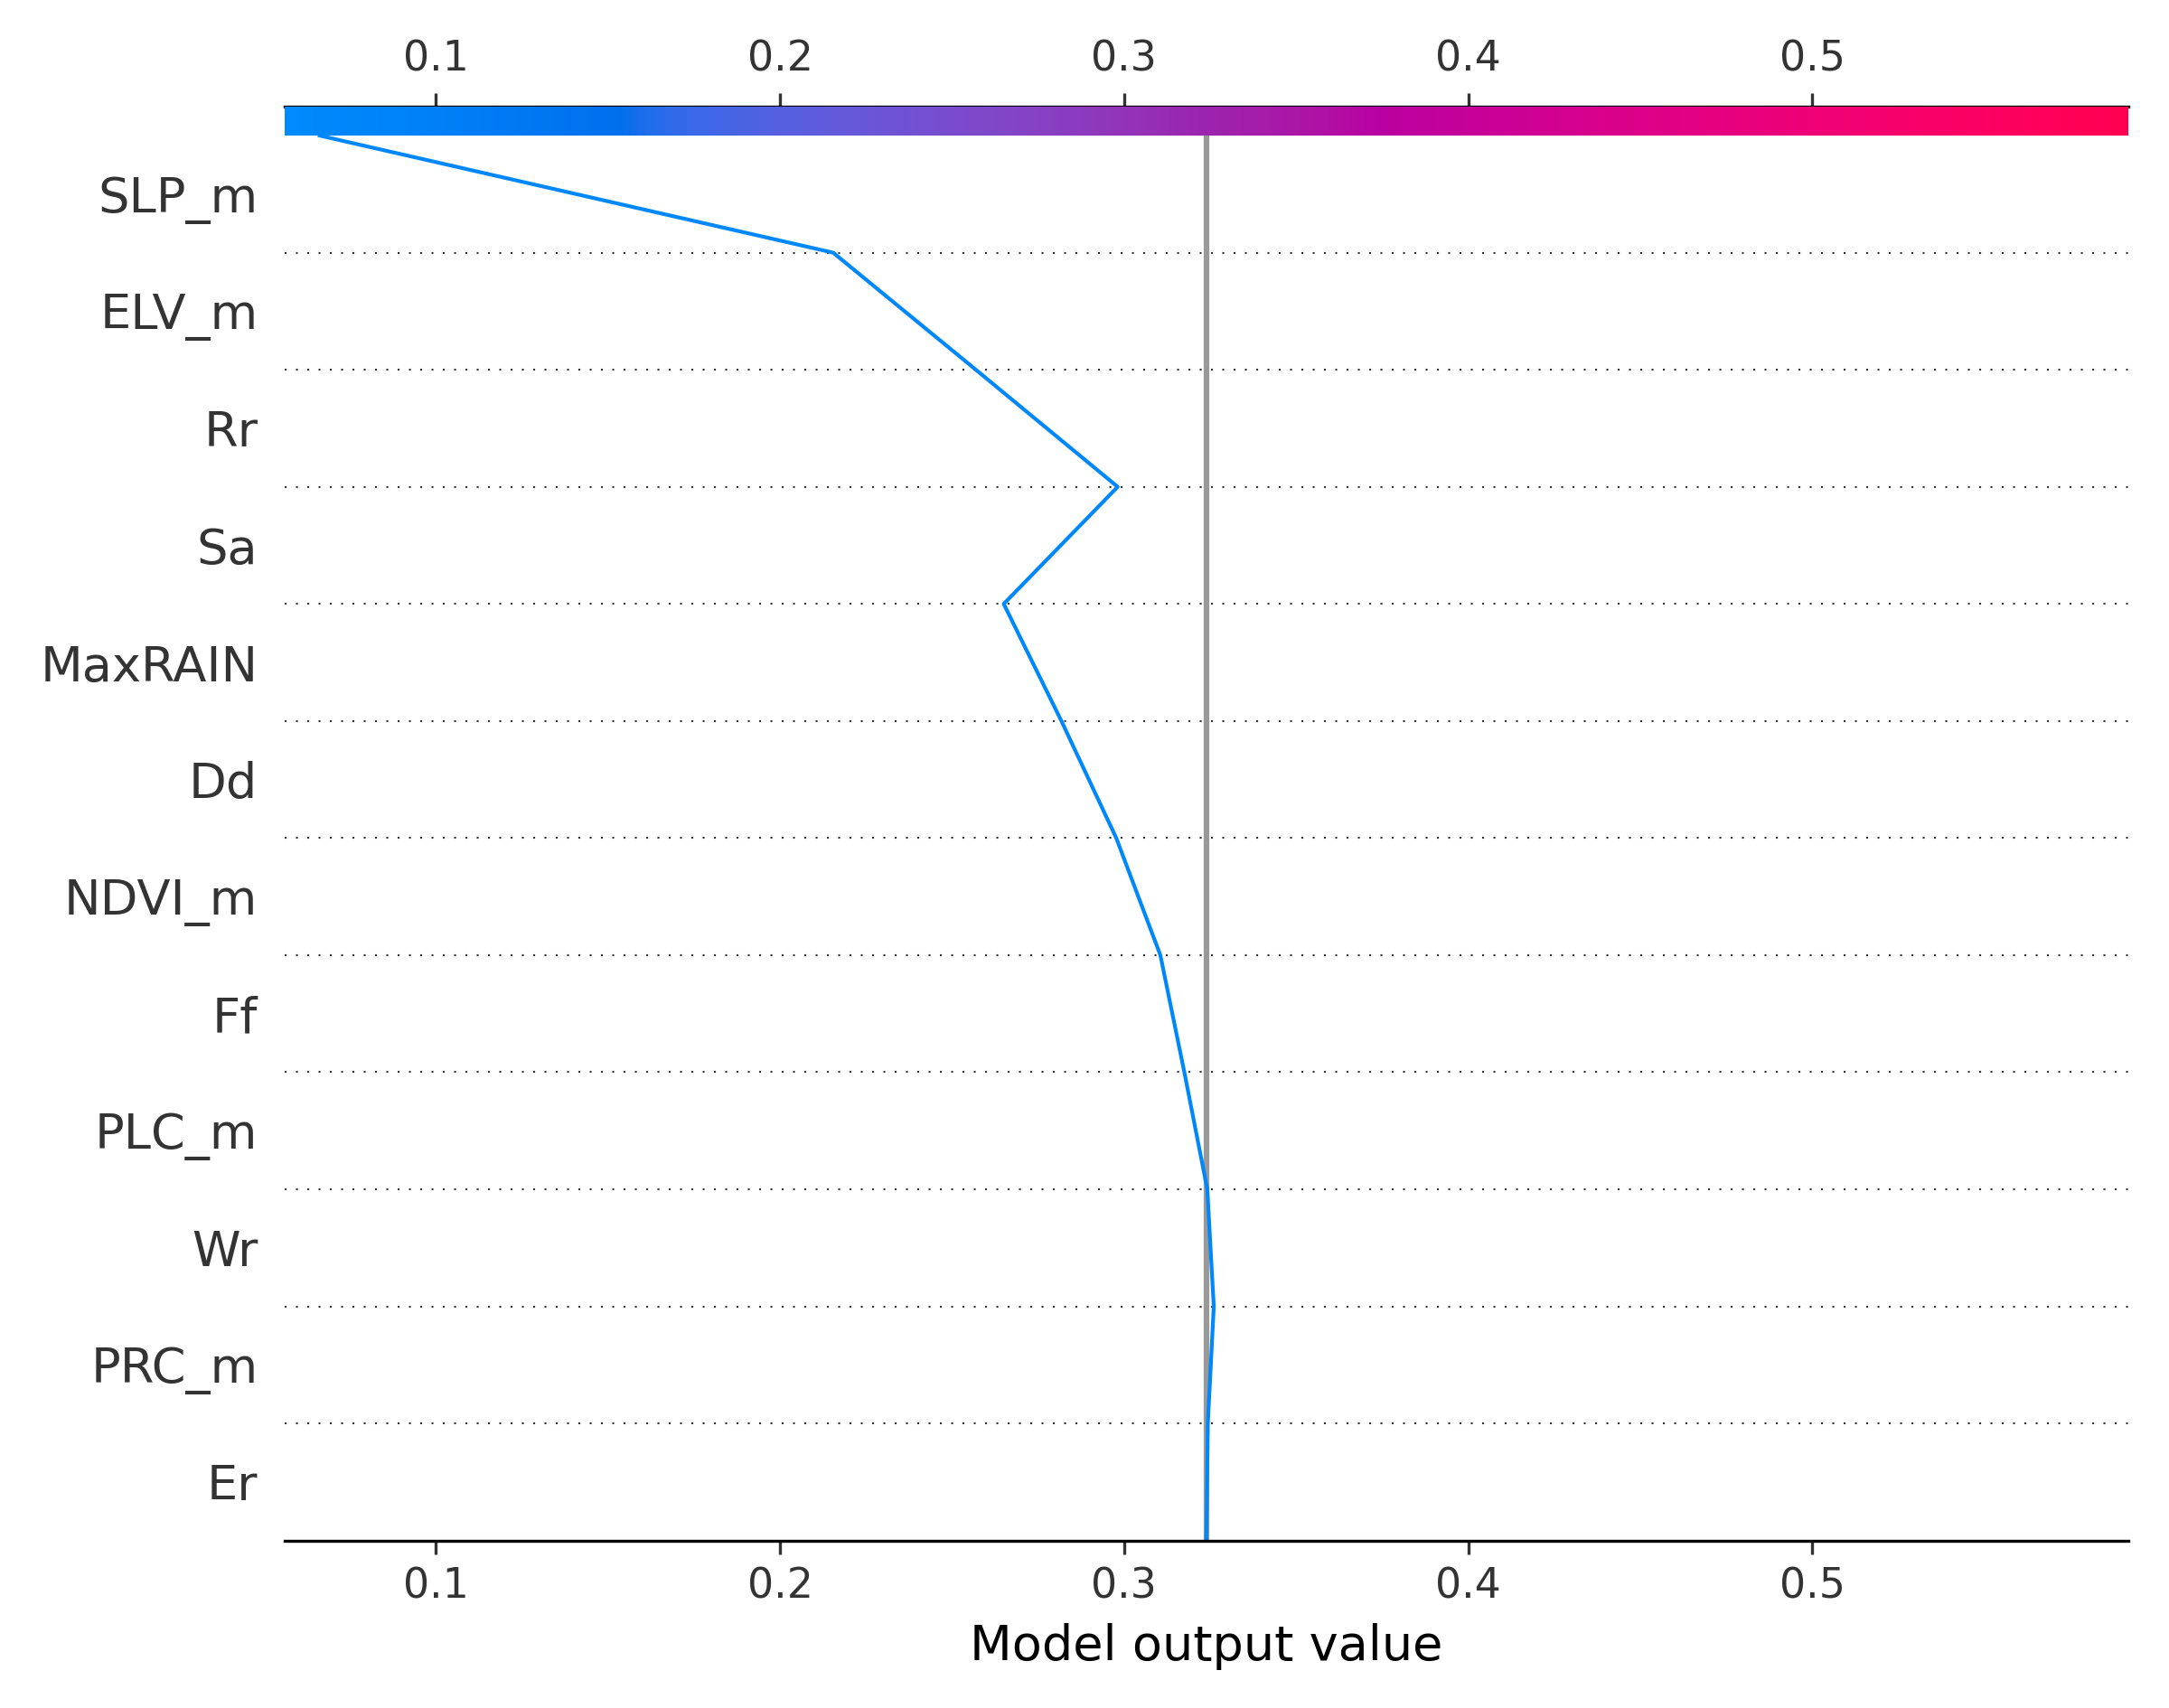 0.1 0.2 0.3 0.4 0.5
SLP_m
ELV_m
Rr
Sa
MaxRAIN
Dd
NDVI_m
Ff
PLC_m
Wr
PRC_m
Er
0.1 0.2 0.3 0.4 0.5
Model output value